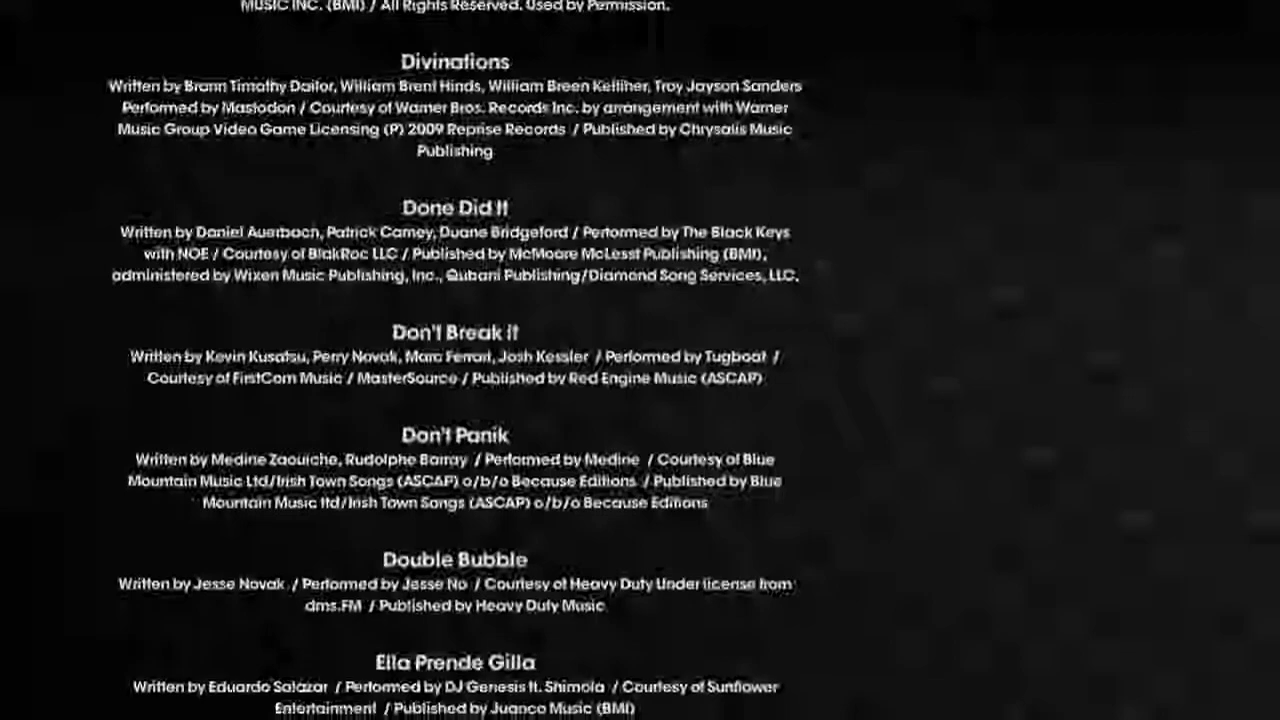 MUSIC INC. (BMI) / All Rights Reserved. Used by Permission.
Divinations
Written by Brann Timothy Dailor, William Brent Hinds, William Breen Kelliher, Troy Jayson Sanders
Performed by Mastodon / Courtesy of Warner Bros. Records Inc. by arrangement with Warner
Music Group Video Game Licensing (P) 2009 Reprise Records / Published by Chrysalis Music
Publishing
Done Did It
Written by Daniel Auerbach, Patrick Carney, Duane Bridgeford / Performed by The Black Keys
with NOE / Courtesy of BlakRoc LLC / Published by McMoore McLesst Publishing (BMI),
administered by Wixen Music Publishing, Inc., Qubani Publishing/Diamond Song Services, LLC.
Don't Break it
Written by Kevin Kusatsu, Perry Novak, Marc Ferrari, Josh Kessler / Performed by Tugboat /
Courtesy of FirstCom Music / MasterSource / Published by Red Engine Music (ASCAP)
Don't Panik
Written by Medine Zaouiche, Rudolphe Barray / Performed by Medine / Courtesy of Blue
Mountain Music Ltd/Irish Town Songs (ASCAP) o/b/o Because Editions / Published by Blue
Mountain Music ltd/Irish Town Songs (ASCAP) o/b/o Because Editions
Double Bubble
Written by Jesse Novak / Performed by Jesse No / Courtesy of Heavy Duty Under license from
dms.FM / Published by Heavy Duty Music
Ella Prende Gilla
Written by Eduardo Salazar / Performed by DJ Genesis ft. Shimola / Courtesy of Sunflower
Entertainment / Published by Juanco Music (BMI)